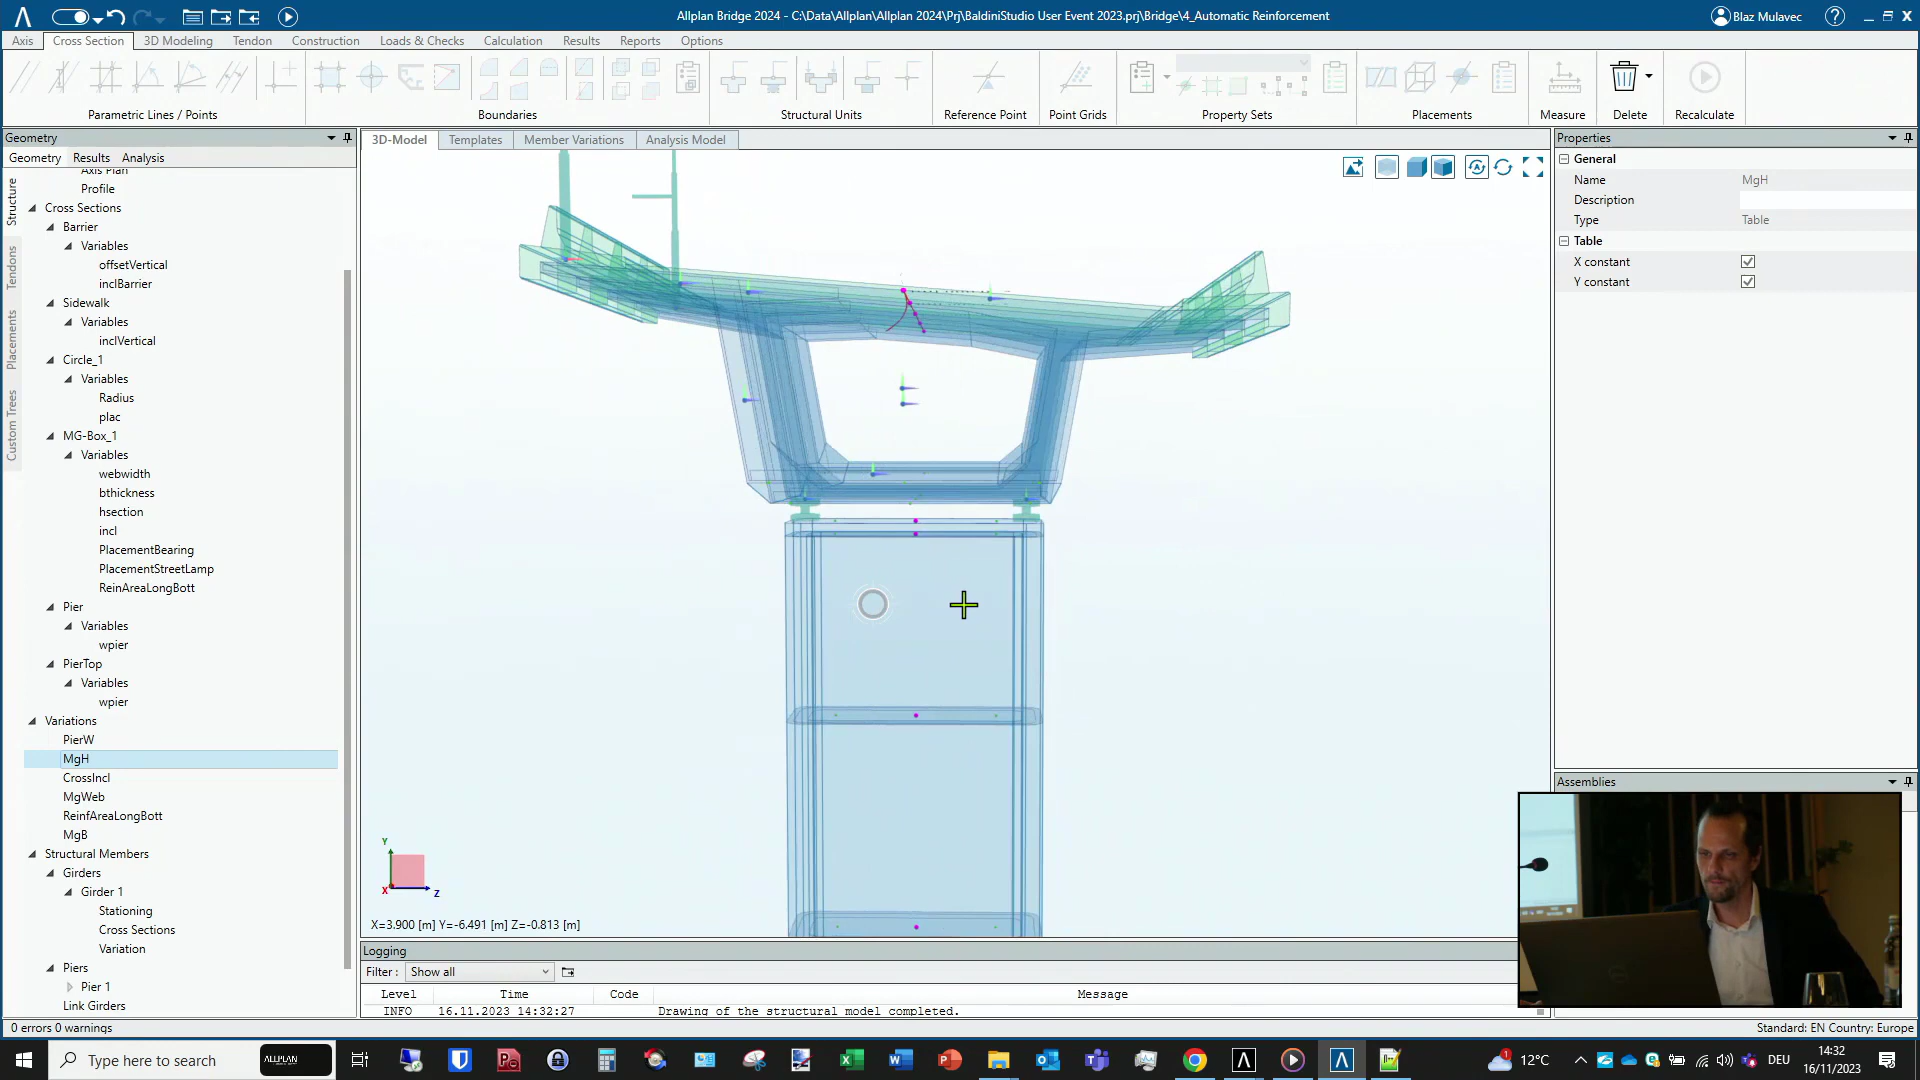 Allplan Bridge 2024 - C:\Data\Allplan\Allplan 2024\Prj\BaldiniStudio User Event 2023.prj\Bridge\4_Automatic Reinforcement
Blaz Mulavec
Axis Cross Section 3D Modeling Tendon Construction Loads & Checks Calculation Results Reports Options
Parametric Lines / Points Boundaries Structural Units Reference Point Point Grids Property Sets Placements Measure Delete Recalculate
Geometry
Geometry Results Analysis
Structure
Tendons
Placements
Custom Trees
Axis Plan
Profile
Cross Sections
Barrier
Variables
offsetVertical
inclBarrier
Sidewalk
Variables
inclVertical
Circle_1
Variables
Radius
plac
MG-Box_1
Variables
webwidth
bthickness
hsection
incl
PlacementBearing
PlacementStreetLamp
ReinAreaLongBott
Pier
Variables
wpier
PierTop
Variables
wpier
Variations
PierW
MgH
CrossIncl
MgWeb
ReinfAreaLongBott
MgB
Structural Members
Girders
Girder 1
Stationing
Cross Sections
Variation
Piers
Pier 1
Link Girders
3D-Model Templates Member Variations Analysis Model
Y
X
Z
X=3.900 [m] Y=-6.491 [m] Z=-0.813 [m]
Logging
Filter : Show all
Level Time Code Message
INFO 16.11.2023 14:32:27 Drawing of the structural model completed.
Properties
General
Name MgH
Description
Type Table
Table
X constant
Y constant
Assemblies
0 errors 0 warnings
Standard: EN Country: Europe
Type here to search
ALLPLAN
12°C
DEU
14:32
16/11/2023